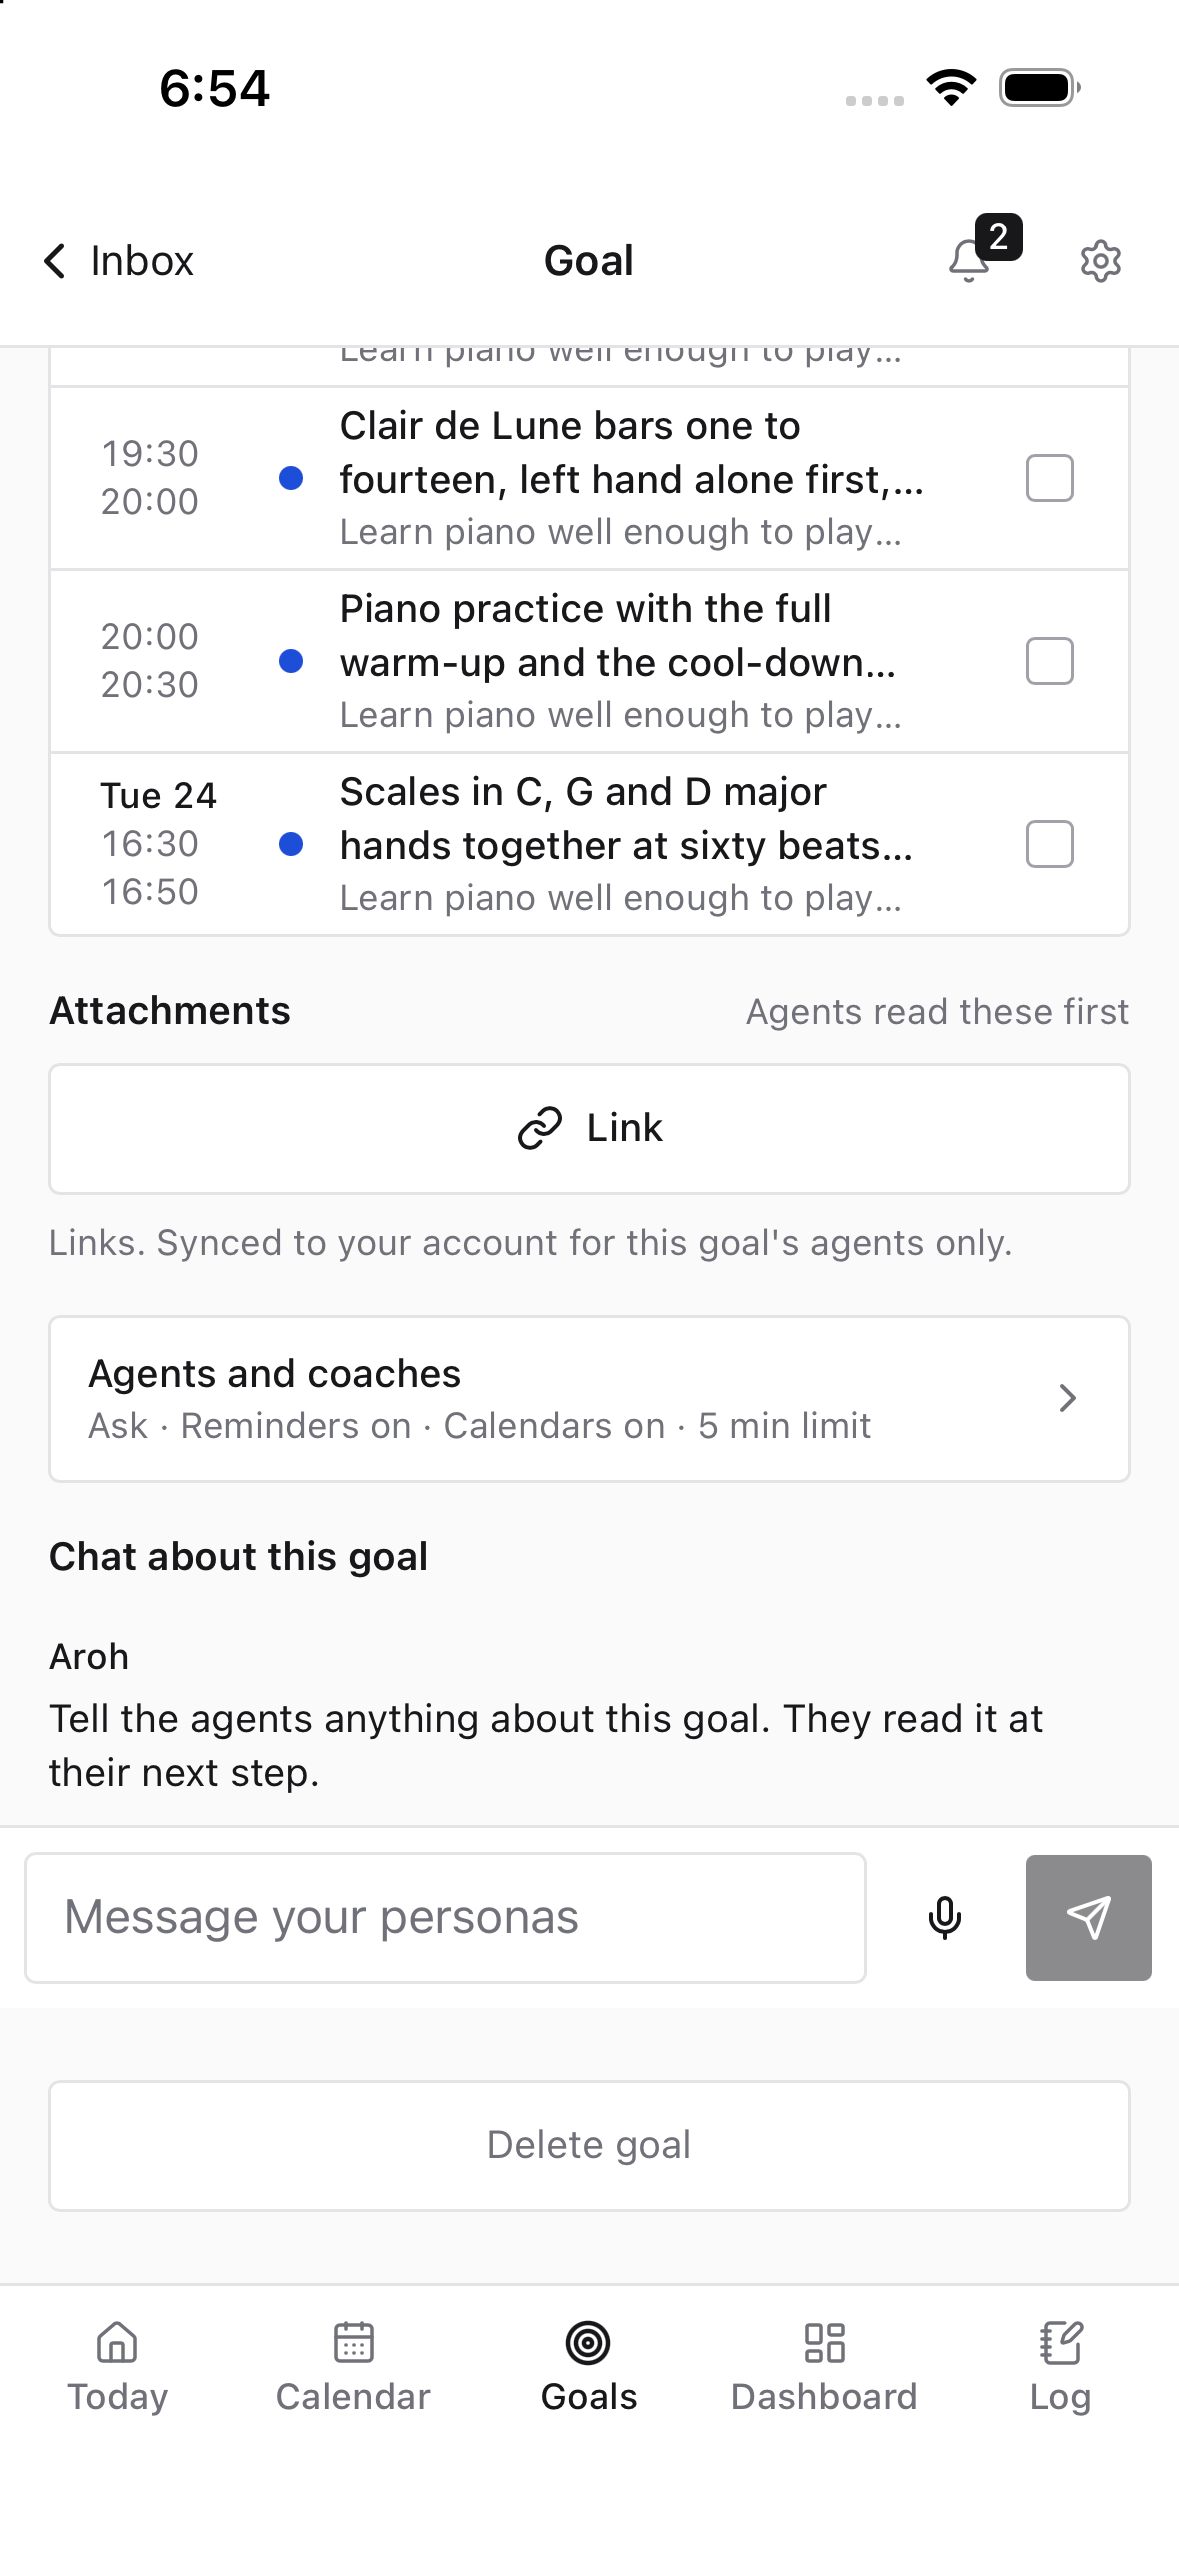 6:54
Inbox
Goal
2
Learn piano well enough to play...
19:30
20:00
Clair de Lune bars one to
fourteen, left hand alone first,...
Learn piano well enough to play...
20:00
20:30
Piano practice with the full
warm-up and the cool-down...
Learn piano well enough to play...
Tue 24
16:30
16:50
Scales in C, G and D major
hands together at sixty beats...
Learn piano well enough to play...
Attachments
Agents read these first
Link
Links. Synced to your account for this goal's agents only.
Agents and coaches
Ask · Reminders on · Calendars on · 5 min limit
Chat about this goal
Aroh
Tell the agents anything about this goal. They read it at
their next step.
Message your personas
Delete goal
Today
Calendar
Goals
Dashboard
Log